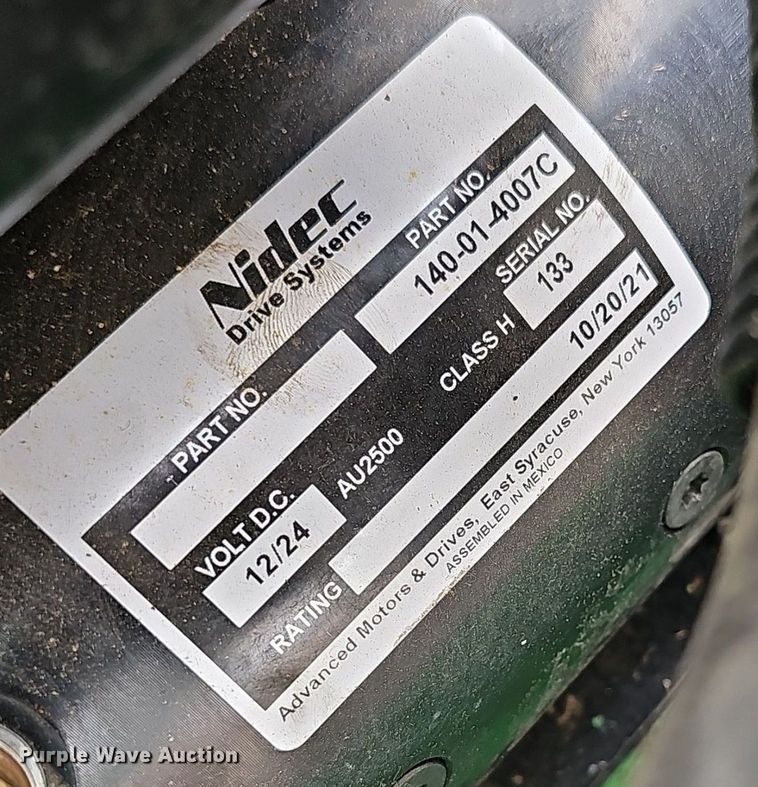 Nidec
Drive Systems
PART NO.
PART NO.
140-01-4007C
VOLT D.C.
12/24
AU2500
CLASS H
SERIAL NO.
133
RATING
10/20/21
Advanced Motors & Drives, East Syracuse, New York 13057
ASSEMBLED IN MEXICO
Purple Wave Auction